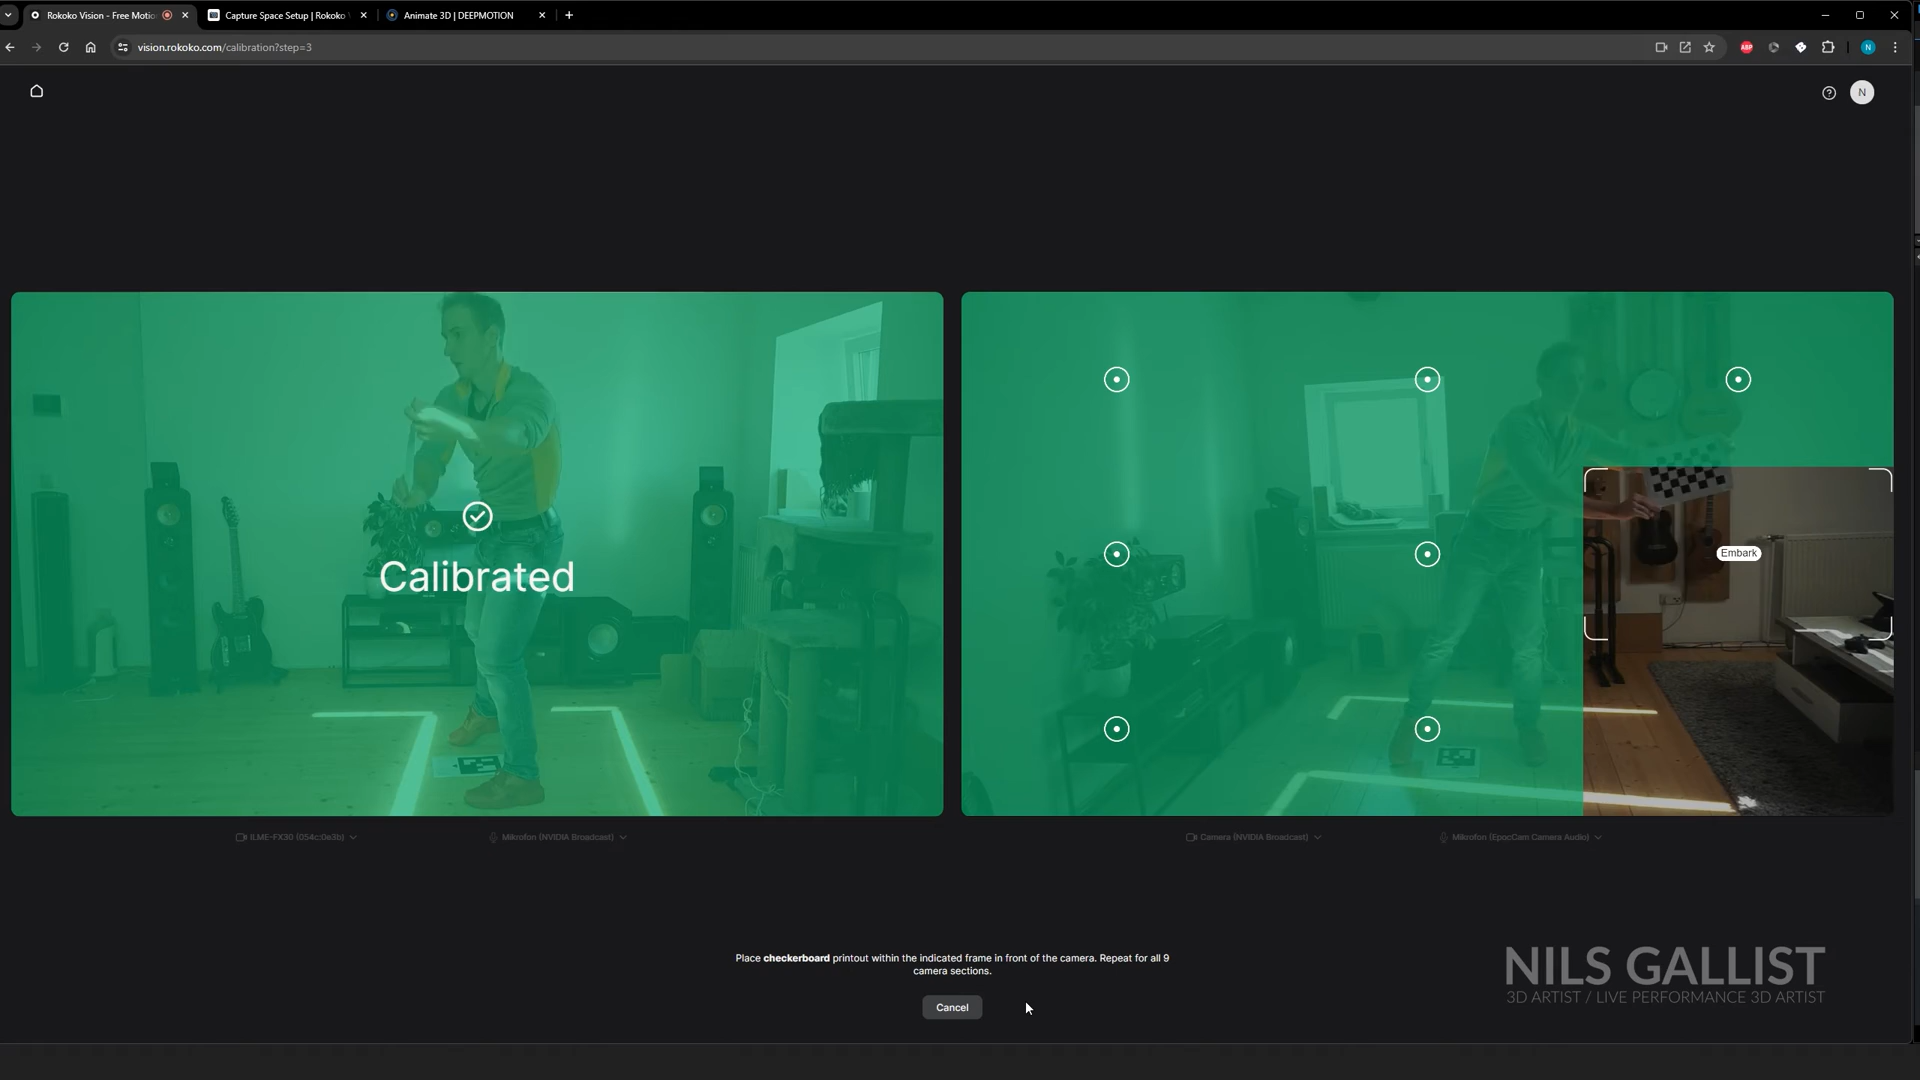 Rokoko Vision - Free Motio
Capture Space Setup | Rokoko
Animate 3D | DEEPMOTION
vision.rokoko.com/calibration?step=3
ABP
N
N
Calibrated
Embark
ILME-FX30 (054c:0e3b)
Mikrofon (NVIDIA Broadcast)
Camera (NVIDIA Broadcast)
Mikrofon (EpocCam Camera Audio)
Place checkerboard printout within the indicated frame in front of the camera. Repeat for all 9
camera sections.
Cancel
NILS GALLIST
3D ARTIST / LIVE PERFORMANCE 3D ARTIST